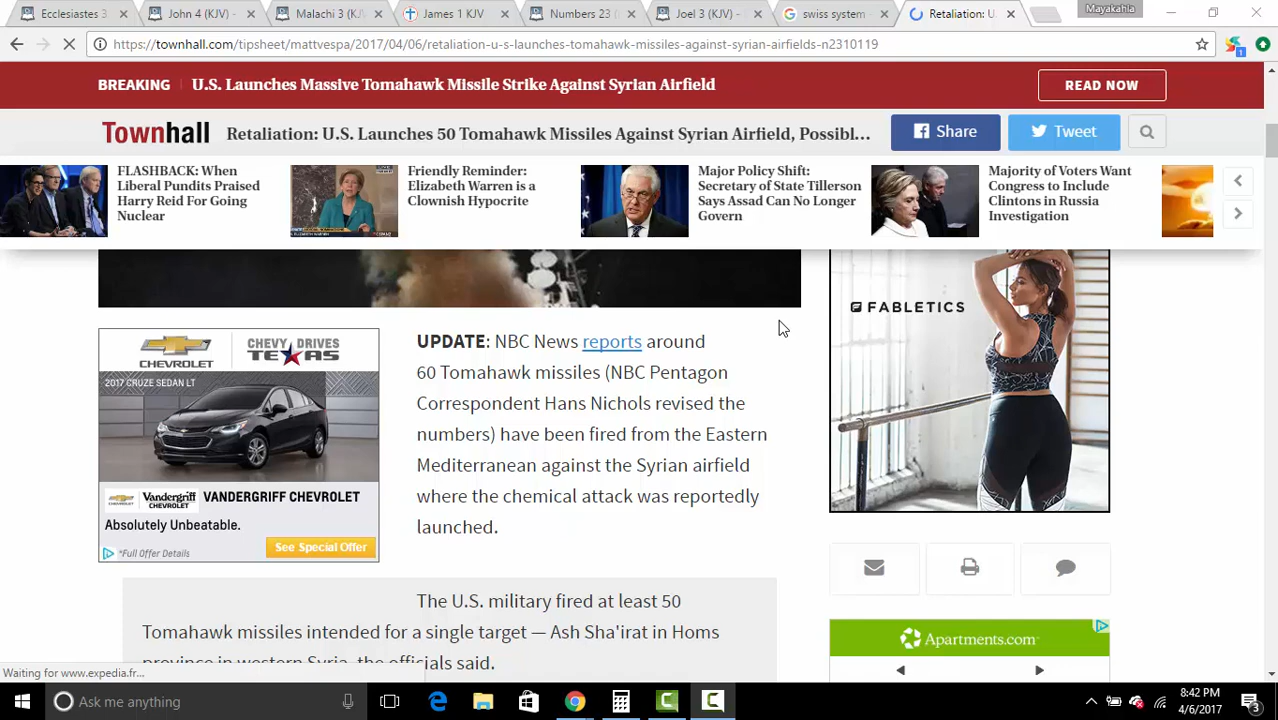 Ecclesiastes 3
John 4 (KJV) -
Malachi 3 (KJ
James 1 KJV
Numbers 23 (
Joel 3 (KJV) -
swiss system
Retaliation: U.
Mayakahla
https://townhall.com/tipsheet/mattvespa/2017/04/06/retaliation-u-s-launches-tomahawk-missiles-against-syrian-airfields-n2310119
BREAKING U.S. Launches Massive Tomahawk Missile Strike Against Syrian Airfield READ NOW
Townhall Retaliation: U.S. Launches 50 Tomahawk Missiles Against Syrian Airfield, Possibl... Share Tweet
FLASHBACK: When
Liberal Pundits Praised
Harry Reid For Going
Nuclear
Friendly Reminder:
Elizabeth Warren is a
Clownish Hypocrite
Major Policy Shift:
Secretary of State Tillerson
Says Assad Can No Longer
Govern
Majority of Voters Want
Congress to Include
Clintons in Russia
Investigation
CHEVROLET
CHEVY DRIVES
TEXAS
2017 CRUZE SEDAN LT
CHEVROLET Vandergriff CHEVROLET VANDERGRIFF CHEVROLET
Absolutely Unbeatable.
*Full Offer Details See Special Offer
UPDATE: NBC News reports around
60 Tomahawk missiles (NBC Pentagon
Correspondent Hans Nichols revised the
numbers) have been fired from the Eastern
Mediterranean against the Syrian airfield
where the chemical attack was reportedly
launched.
FABLETICS
The U.S. military fired at least 50
Tomahawk missiles intended for a single target — Ash Sha'irat in Homs
province in western Syria, the officials said.
Apartments.com
Waiting for www.expedia.fr...
Ask me anything
8:42 PM
4/6/2017
3